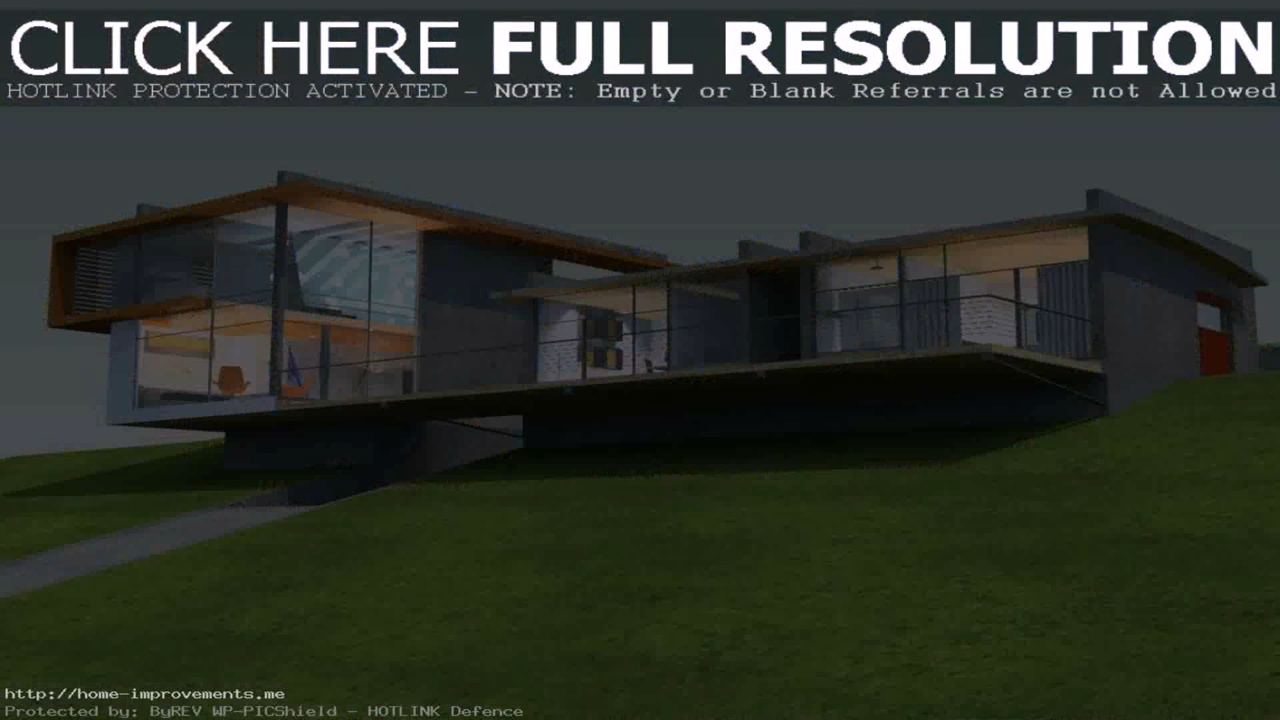 CLICK HERE FULL RESOLUTION
HOTLINK PROTECTION ACTIVATED - NOTE: Empty or Blank Referrals are not Allowed
http://home-improvements.me
Protected by: ByREV WP-PICShield - HOTLINK Defence